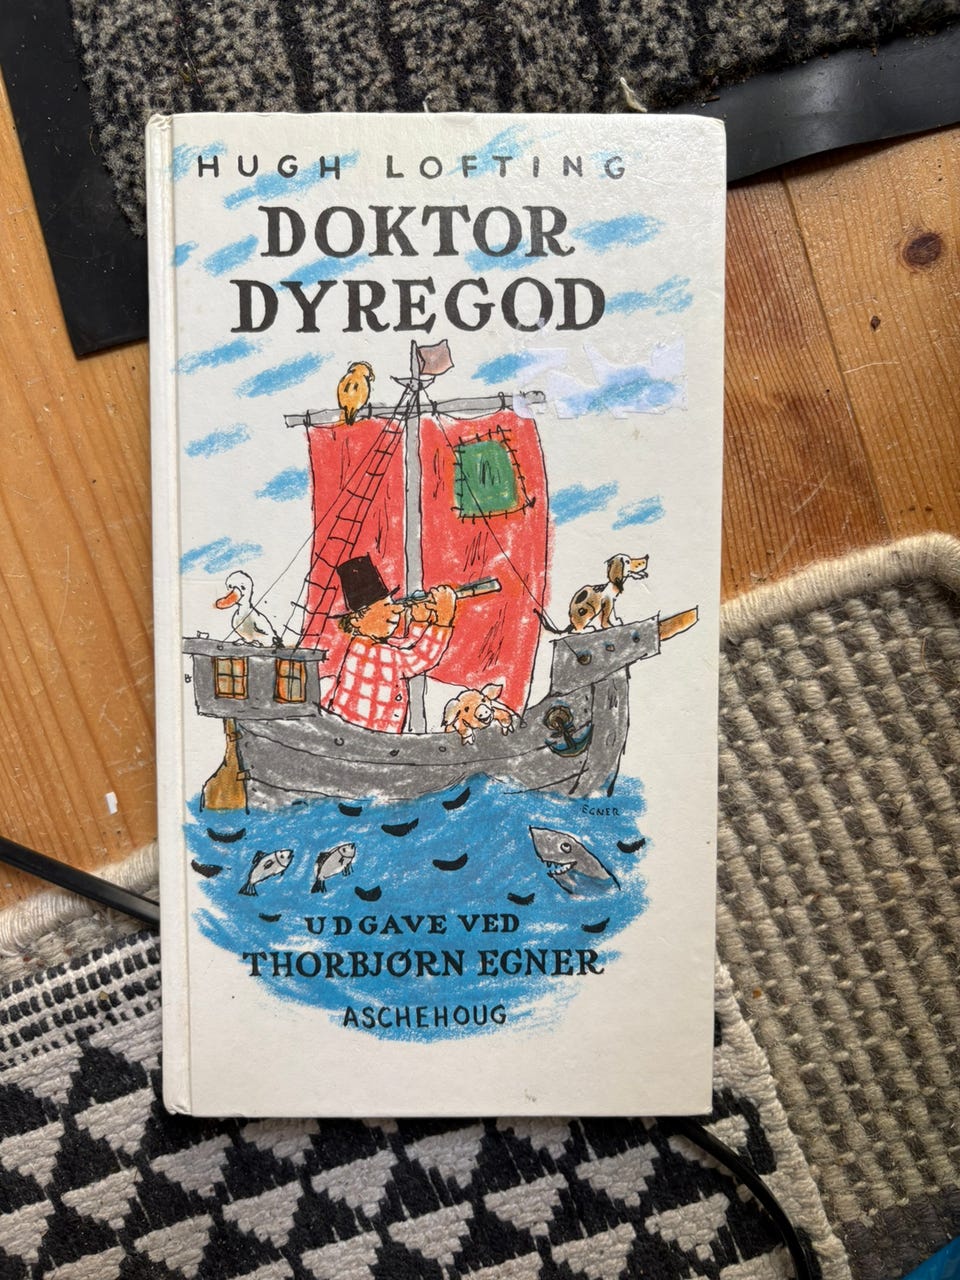 HUGH LOFTING
DOKTOR
DYREGOD
EGNER
UDGAVE VED
THORBJØRN EGNER
ASCHEHOUG